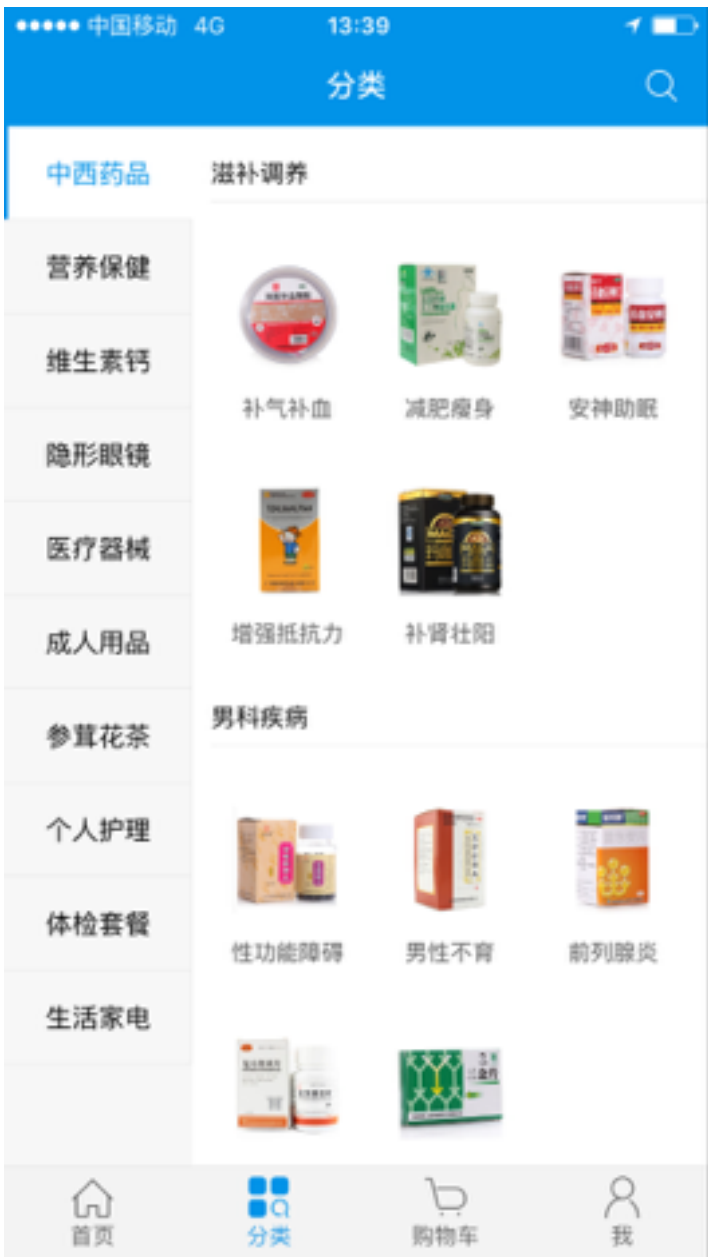 中国移动 4G 13:39
分类
中西药品
营养保健
维生素钙
隐形眼镜
医疗器械
成人用品
参茸花茶
个人护理
体检套餐
生活家电
滋补调养
补气补血 减肥瘦身 安神助眠
增强抵抗力 补肾壮阳
男科疾病
性功能障碍 男性不育 前列腺炎
首页 分类 购物车 我